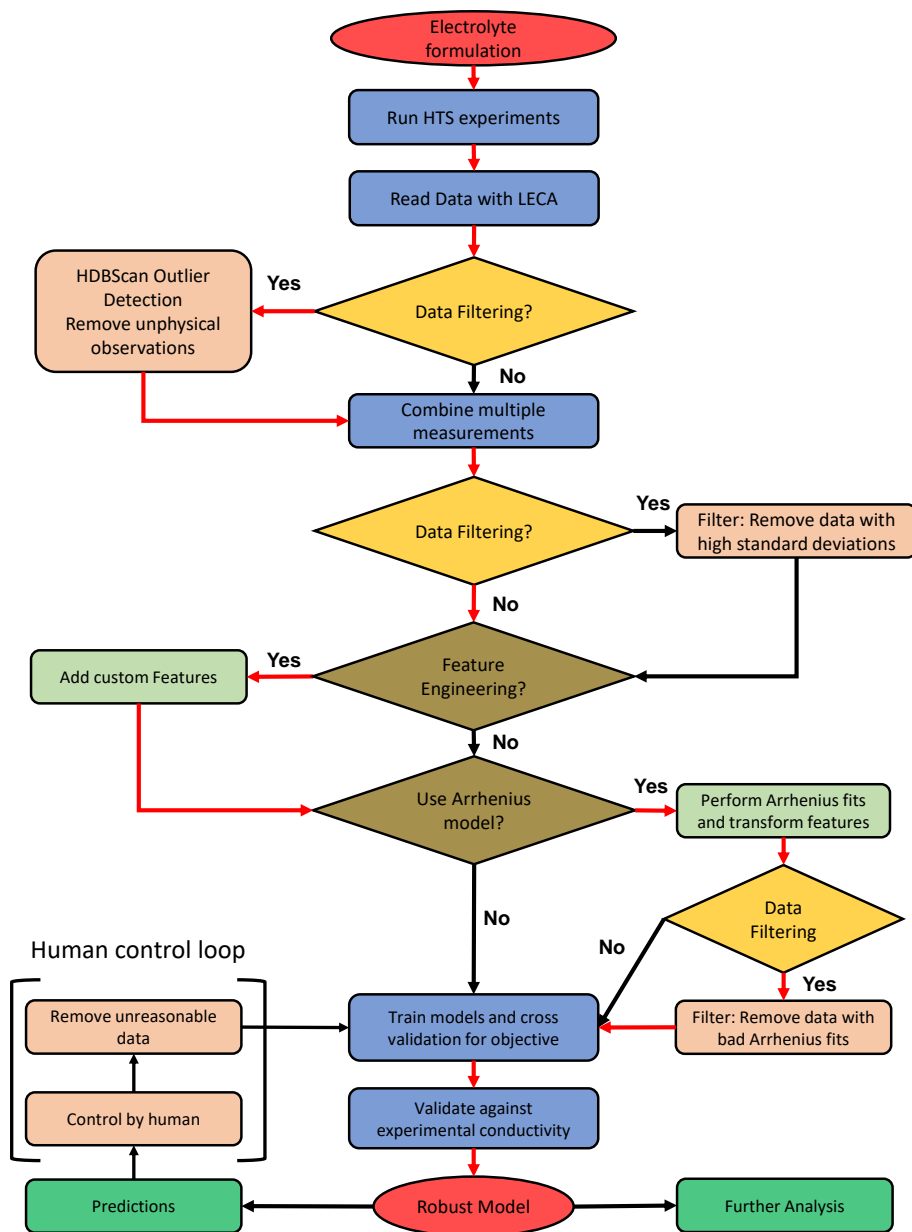 Electrolyte
formulation
Run HTS experiments
Read Data with LECA
HDBScan Outlier
Detection
Remove unphysical
observations
Yes
Data Filtering?
No
Combine multiple
measurements
Data Filtering?
Yes
Filter: Remove data with
high standard deviations
No
Add custom Features
Yes
Feature
Engineering?
No
Use Arrhenius
model?
Yes
Perform Arrhenius fits
and transform features
No
Data
Filtering
No
Yes
Human control loop
Remove unreasonable
data
Train models and cross
validation for objective
Filter: Remove data with
bad Arrhenius fits
Control by human
Validate against
experimental conductivity
Predictions
Robust Model
Further Analysis